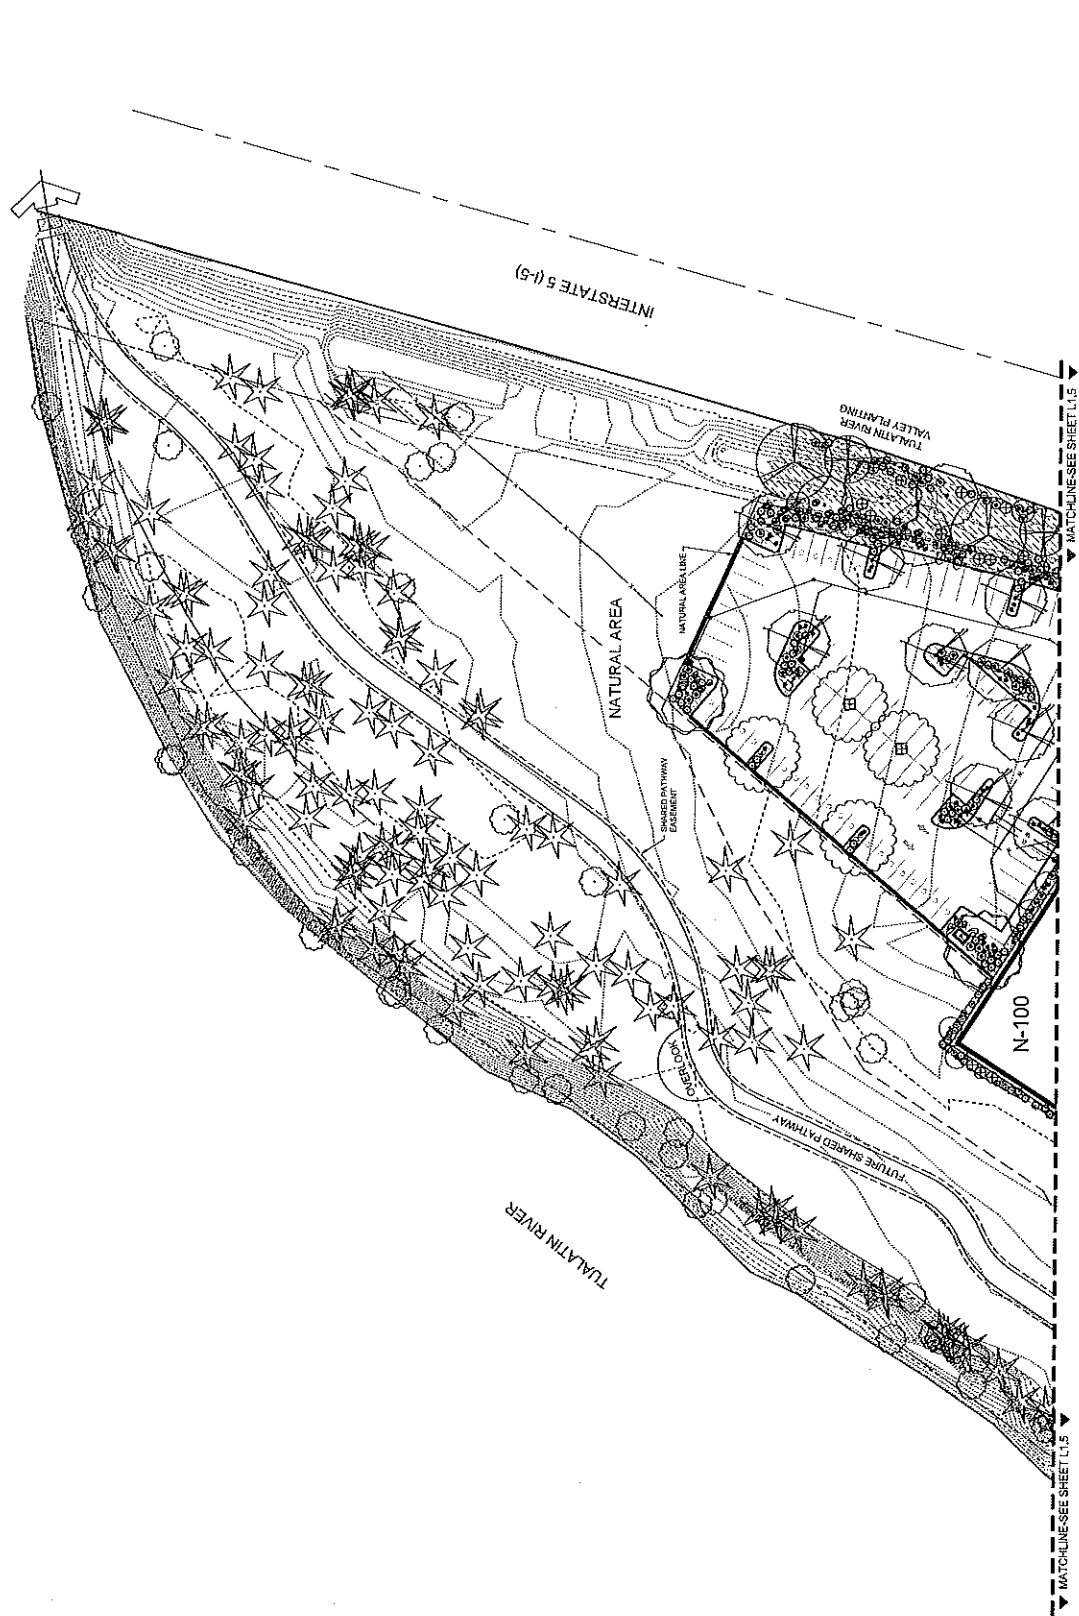 INTERSTATE 5 (I-5)
TUALATIN RIVER
VALLEY PLANTING
MATCHLINE-SEE SHEET L1.5
NATURAL AREA LINE
NATURAL AREA
SHARED PATHWAY
EASEMENT
N-100
OVERLOOK
FUTURE SHARED PATHWAY
TUALATIN RIVER
MATCHLINE-SEE SHEET L1.5